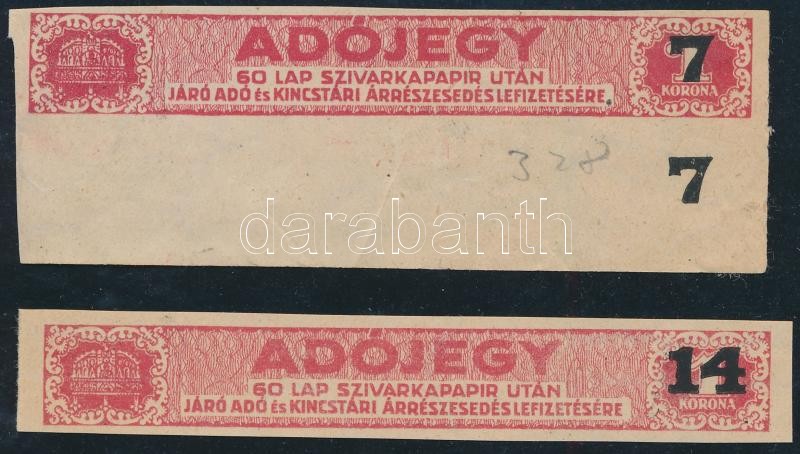 ADÓJEGY
60 LAP SZIVARKAPAPIR UTÁN
JÁRÓ ADÓ és KINCSTÁRI ÁRRÉSZESEDÉS LEFIZETÉSÉRE.
7
KORONA
328
7
darabanth
ADÓJEGY
60 LAP SZIVARKAPAPIR UTÁN
JÁRÓ ADÓ és KINCSTÁRI ÁRRÉSZESEDÉS LEFIZETÉSÉRE
14
KORONA